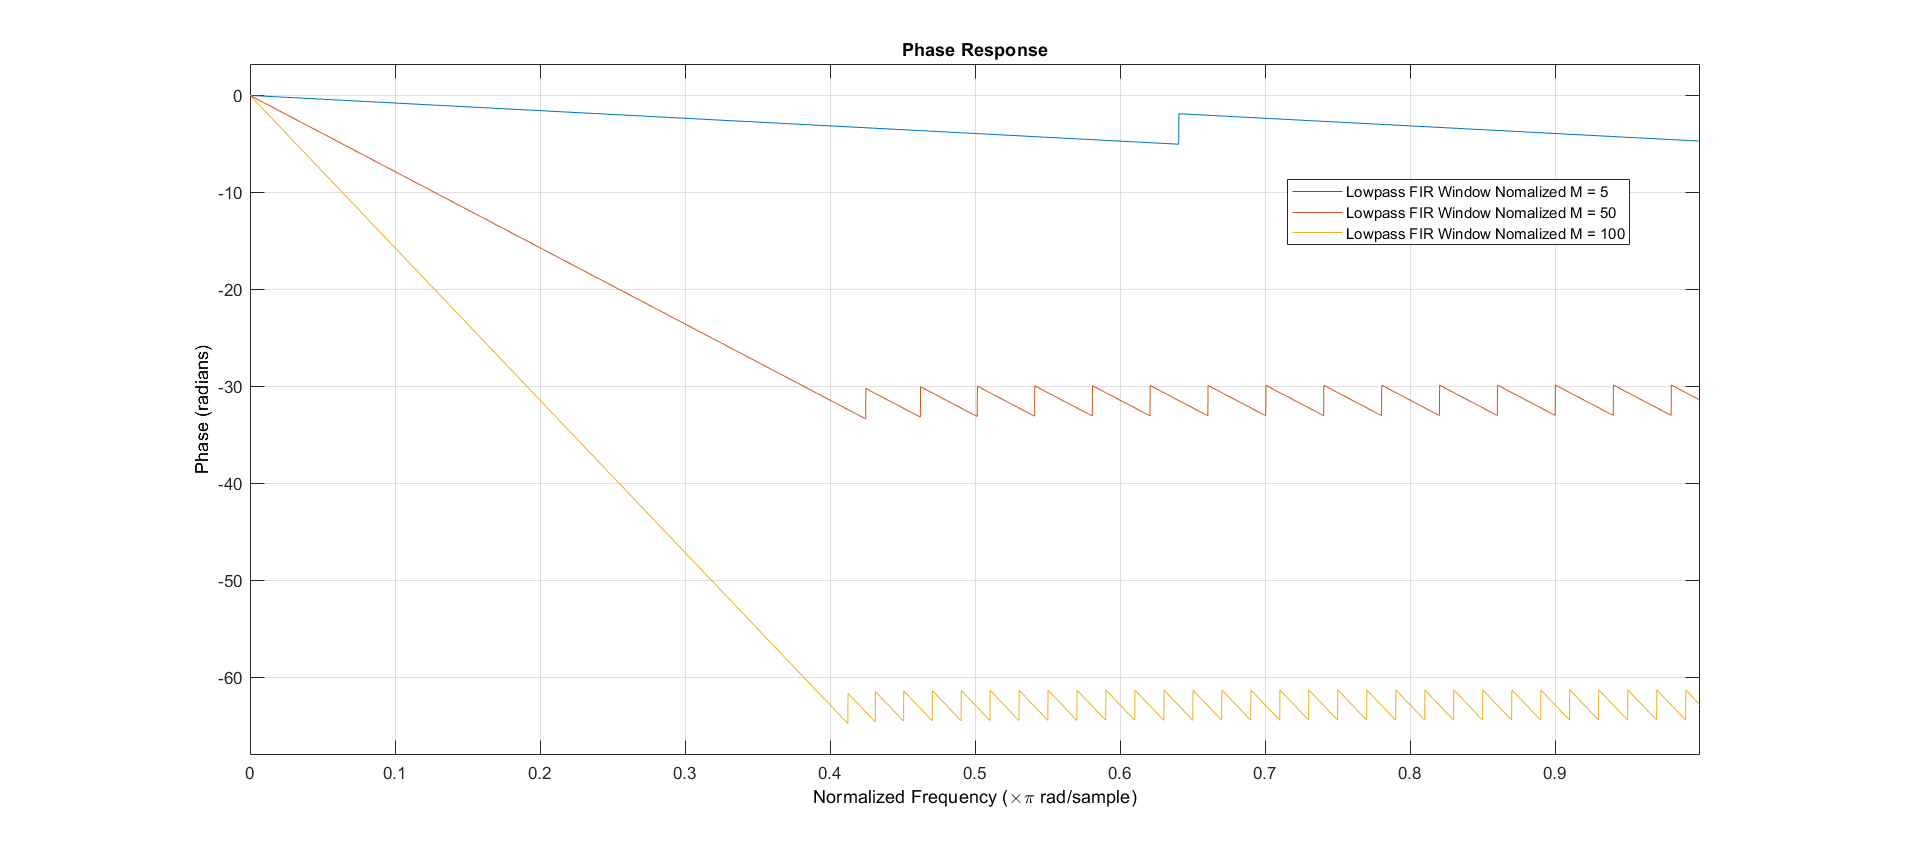 Phase Response
0
-10
-20
-30
-40
-50
-60
Phase (radians)
Lowpass FIR Window Nomalized M = 5
Lowpass FIR Window Nomalized M = 50
Lowpass FIR Window Nomalized M = 100
0 0.1 0.2 0.3 0.4 0.5 0.6 0.7 0.8 0.9
Normalized Frequency (×π rad/sample)